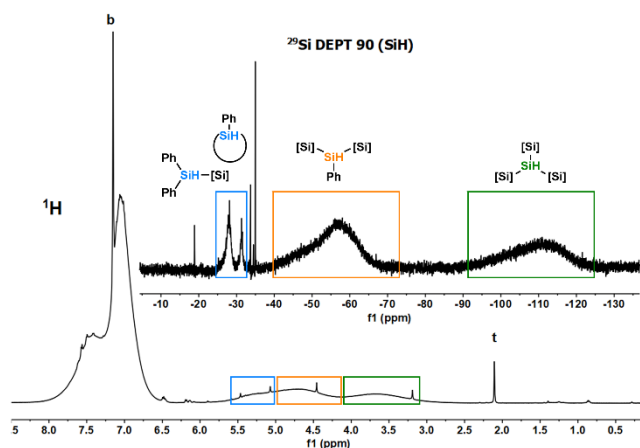 b
²⁹Si DEPT 90 (SiH)
Ph
SiH
Ph
SiH
[Si]
Ph
[Si]
[Si]
SiH
Ph
[Si]
SiH
[Si]
[Si]
¹H
-10 -20 -30 -40 -50 -60 -70 -80 -90 -100 -110 -120 -130
f1 (ppm)
t
5 8.0 7.5 7.0 6.5 6.0 5.5 5.0 4.5 4.0 3.5 3.0 2.5 2.0 1.5 1.0 0.5
f1 (ppm)